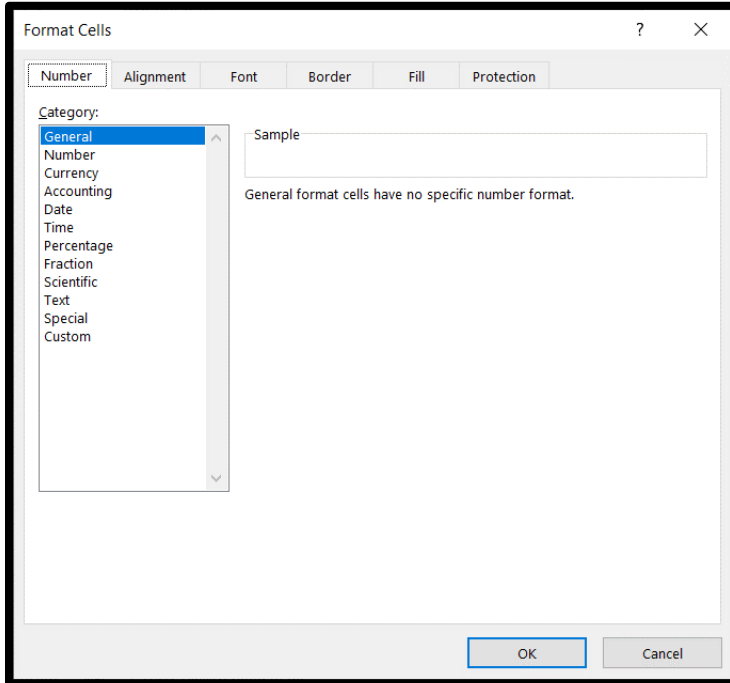 Format Cells ? X
Number Alignment Font Border Fill Protection
Category:
General
Number
Currency
Accounting
Date
Time
Percentage
Fraction
Scientific
Text
Special
Custom
Sample
General format cells have no specific number format.
OK Cancel